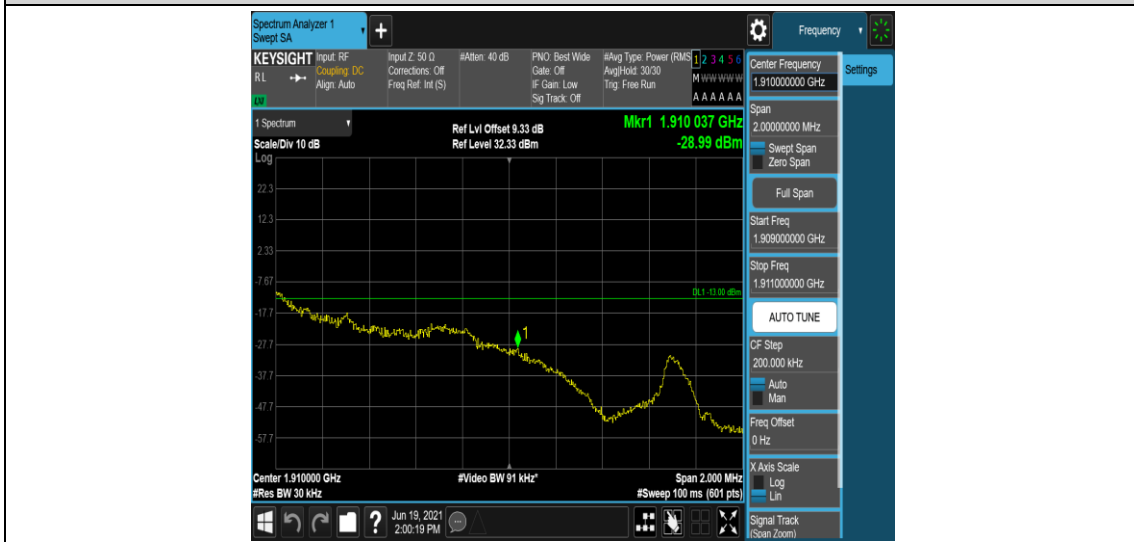 Spectrum Analyzer 1
Swept SA
+
Frequency
KEYSIGHT
RL
Input: RF
Coupling: DC
Align: Auto
Input Z: 50 Ω
Corrections: Off
Freq Ref: Int (S)
#Atten: 40 dB
PNO: Best Wide
Gate: Off
IF Gain: Low
Sig Track: Off
#Avg Type: Power (RMS
Avg|Hold: 30/30
Trig: Free Run
1 2 3 4 5 6
M W W W W W
A A A A A A
1 Spectrum
Scale/Div 10 dB
Log
Ref Lvl Offset 9.33 dB
Ref Level 32.33 dBm
Mkr1 1.910 037 GHz
-28.99 dBm
22.3
12.3
2.33
-7.67
DL1 -13.00 dBm
-17.7
-27.7
1
-37.7
-47.7
-57.7
Center 1.910000 GHz
#Res BW 30 kHz
#Video BW 91 kHz*
Span 2.000 MHz
#Sweep 100 ms (601 pts)
?
Jun 19, 2021
2:00:19 PM
Center Frequency
1.910000000 GHz
Settings
Span
2.00000000 MHz
Swept Span
Zero Span
Full Span
Start Freq
1.909000000 GHz
Stop Freq
1.911000000 GHz
AUTO TUNE
CF Step
200.000 kHz
Auto
Man
Freq Offset
0 Hz
X Axis Scale
Log
Lin
Signal Track
(Span Zoom)